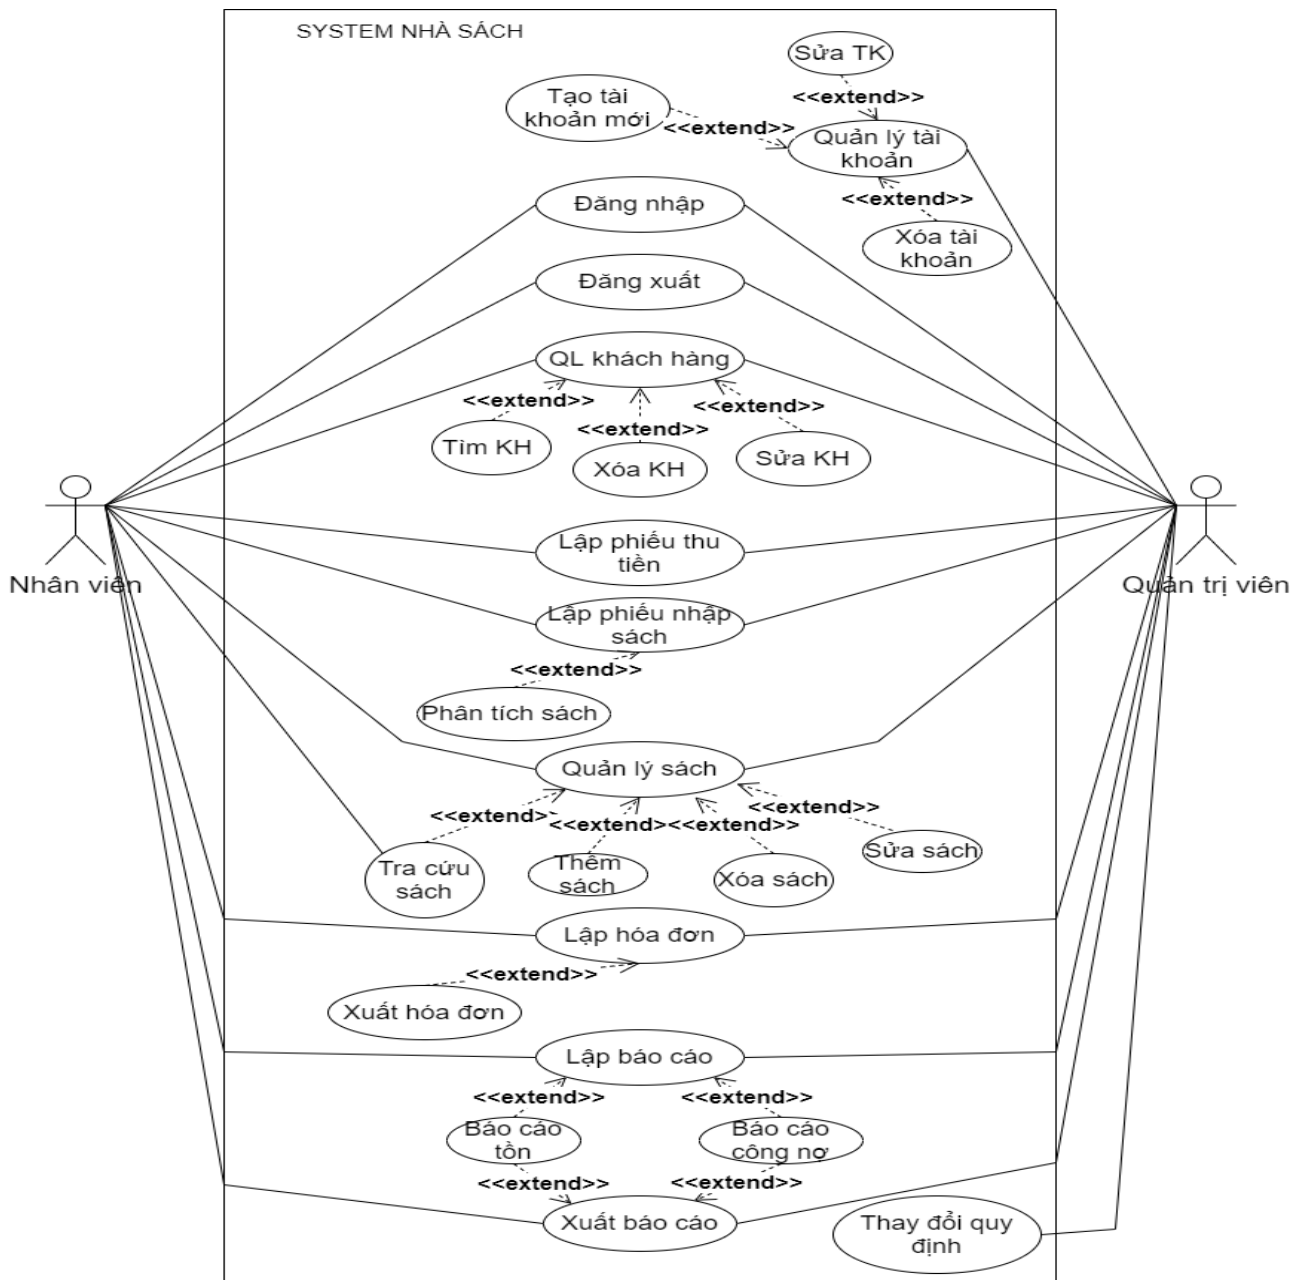 SYSTEM NHÀ SÁCH
Sửa TK
<<extend>>
Tạo tài
khoản mới
<<extend>>
Quản lý tài
khoản
<<extend>>
Xóa tài
khoản
Đăng nhập
Đăng xuất
QL khách hàng
<<extend>>
<<extend>>
<<extend>>
Tìm KH
Xóa KH
Sửa KH
Nhân viên
Quản trị viên
Lập phiếu thu
tiền
Lập phiếu nhập
sách
<<extend>>
Phân tích sách
Quản lý sách
<<extend>
<<extend>
<<extend>>
<<extend>>
Tra cứu
sách
Thêm
sách
Xóa sách
Sửa sách
Lập hóa đơn
<<extend>>
Xuất hóa đơn
Lập báo cáo
<<extend>>
<<extend>>
Báo cáo
tồn
Báo cáo
công nợ
<<extend>>
<<extend>>
Xuất báo cáo
Thay đổi quy
định